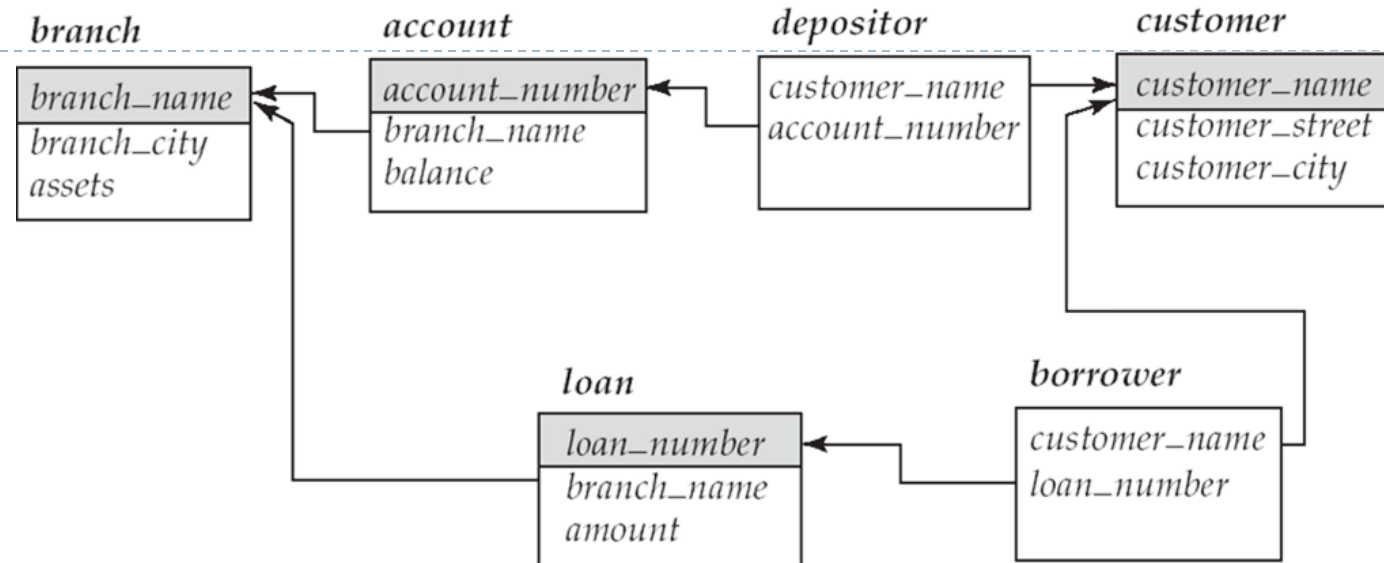 branch
branch_name
branch_city
assets
account
account_number
branch_name
balance
depositor
customer_name
account_number
customer
customer_name
customer_street
customer_city
loan
loan_number
branch_name
amount
borrower
customer_name
loan_number